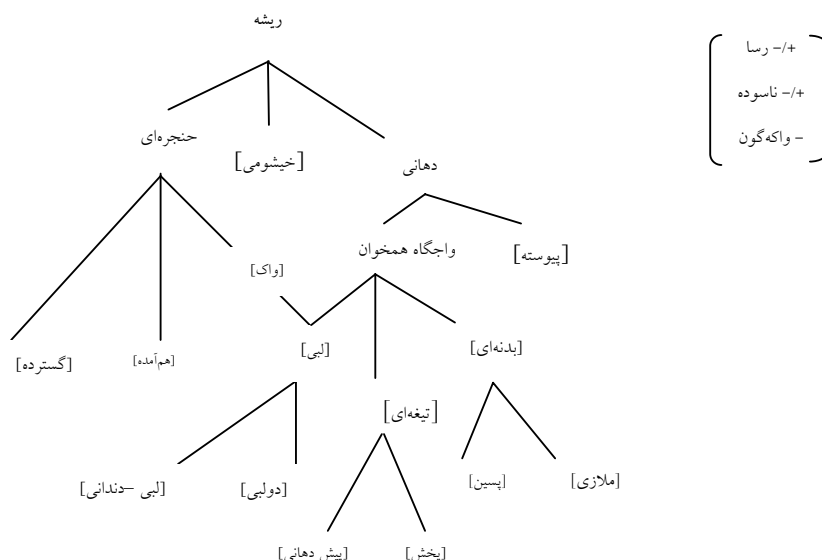 ریشه
+/– رسا
+/– ناسوده
– واکه‌گون
حنجره‌ای
[خیشومی]
دهانی
[واک]
واجگاه همخوان
[پیوسته]
[گسترده]
[هم‌آمده]
[لبی]
[بدنه‌ای]
[تیغه‌ای]
[لبی –دندانی]
[دولبی]
[پسین]
[ملازی]
[پیش دهانی]
[پخش]